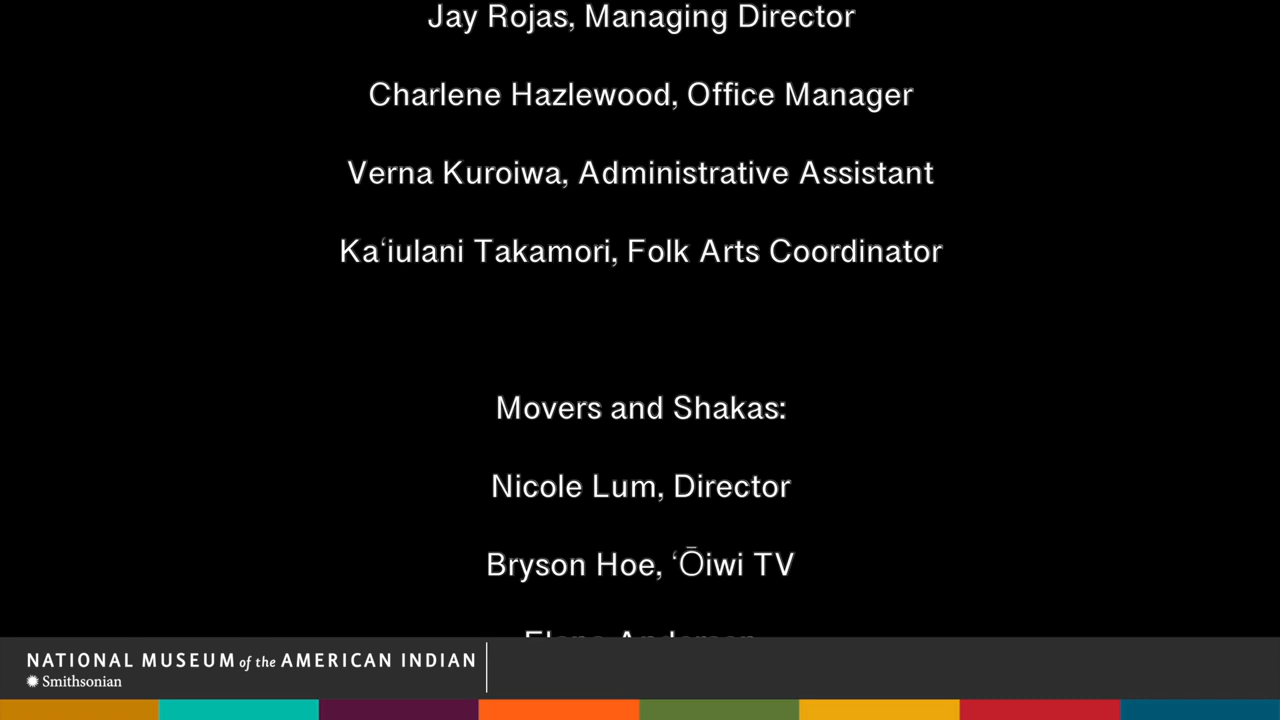 Jay Rojas, Managing Director
Charlene Hazlewood, Office Manager
Verna Kuroiwa, Administrative Assistant
Kaʻiulani Takamori, Folk Arts Coordinator
Movers and Shakas:
Nicole Lum, Director
Bryson Hoe, ʻŌiwi TV
NATIONAL MUSEUM of the AMERICAN INDIAN
Smithsonian